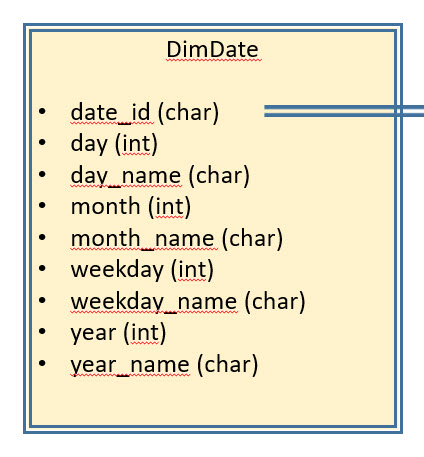 DimDate
• date_id (char)
• day (int)
• day_name (char)
• month (int)
• month_name (char)
• weekday (int)
• weekday_name (char)
• year (int)
• year_name (char)